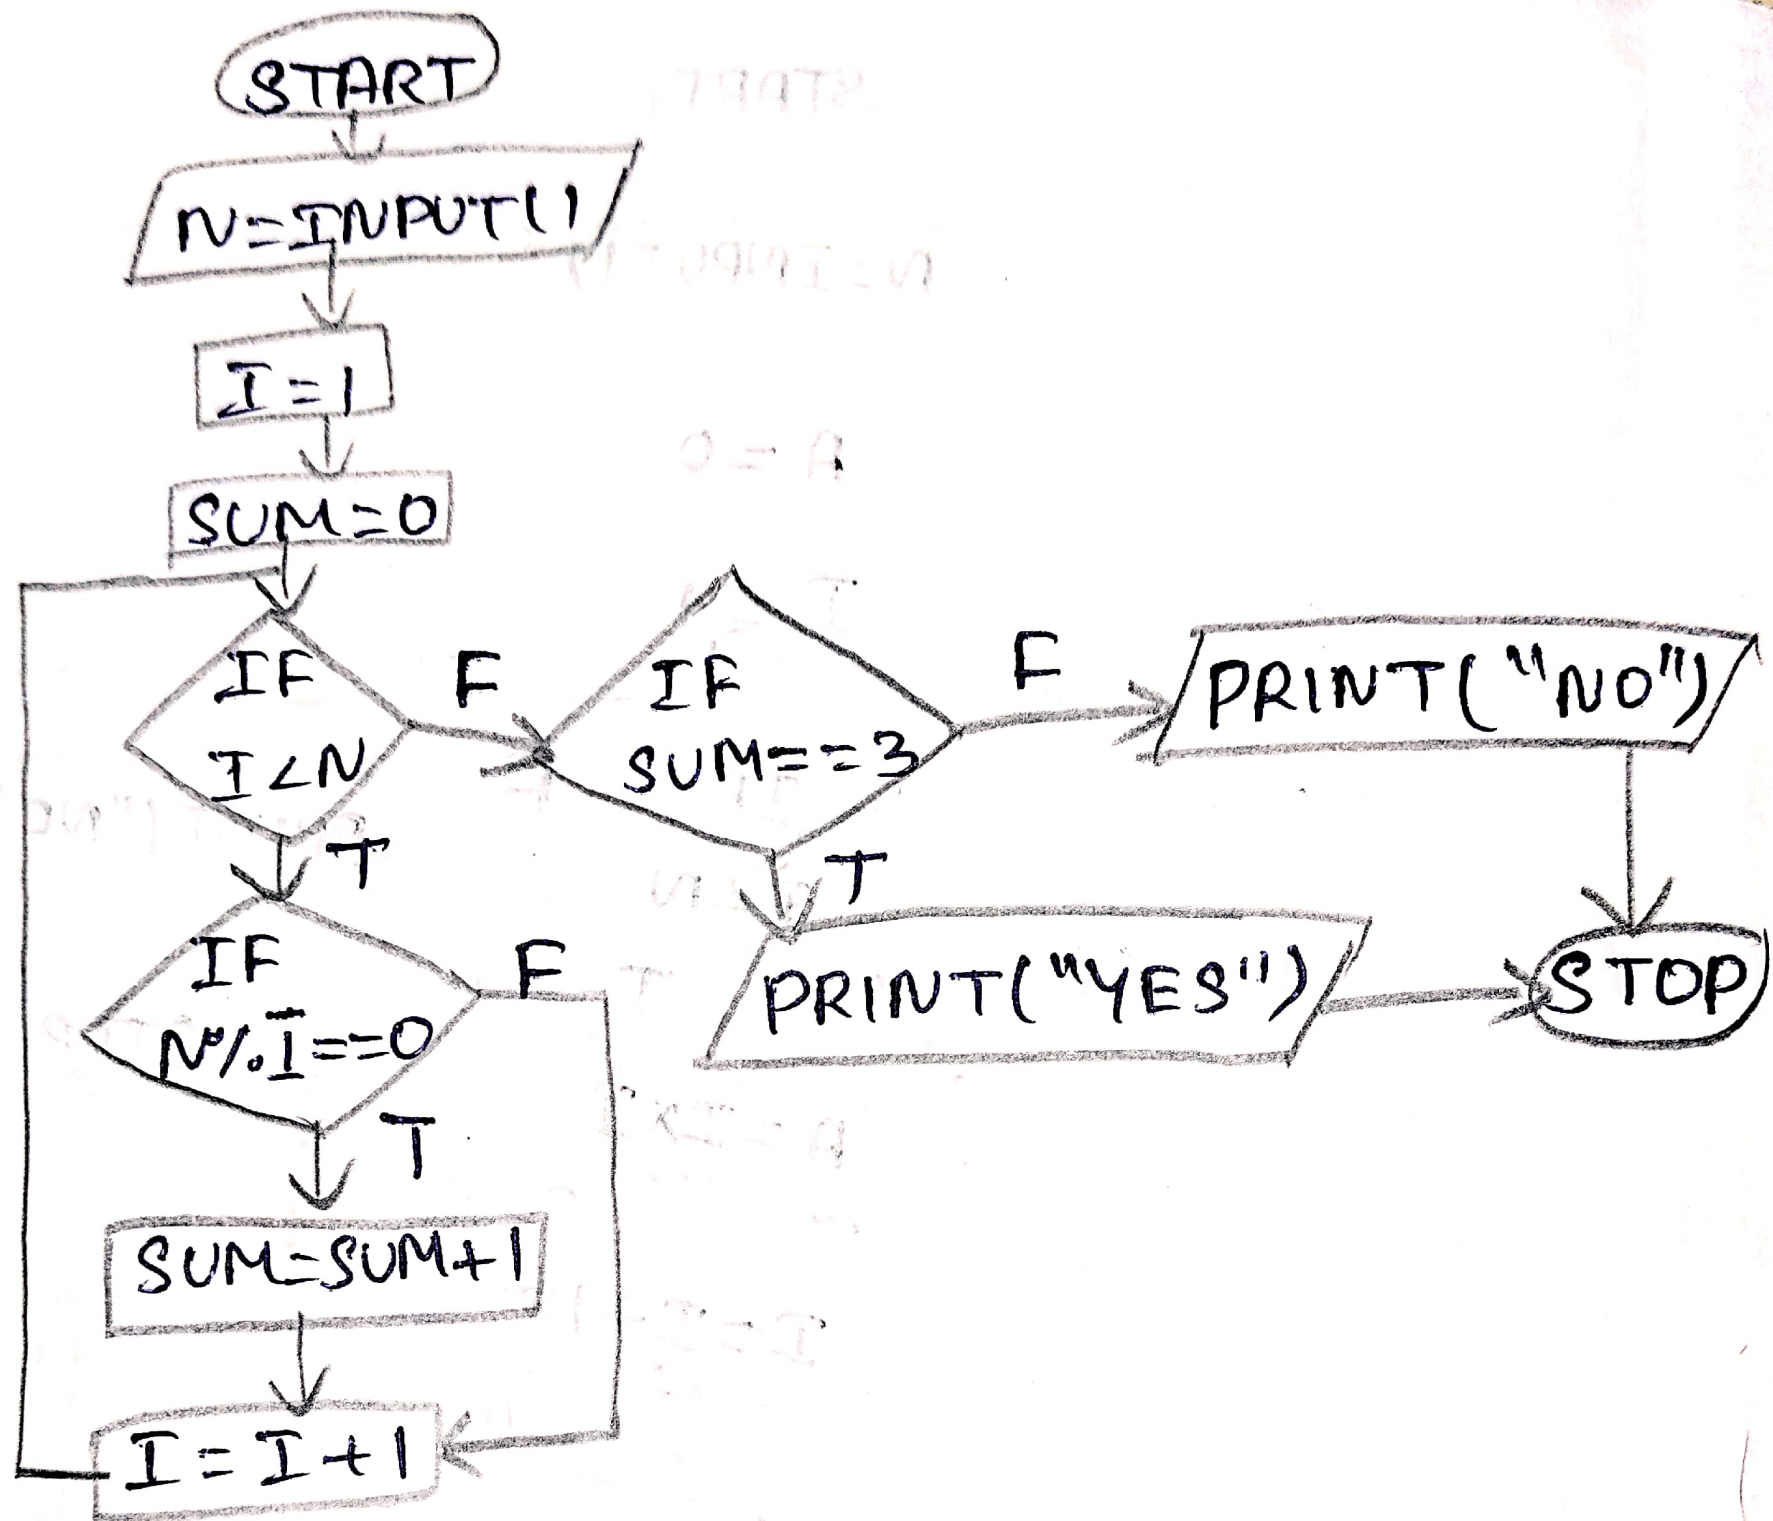 START
N=INPUT()
I=1
SUM=0
IF
I<N
F
T
IF
SUM==3
F
T
PRINT("NO")
PRINT("YES")
STOP
IF
N%I==0
F
T
SUM=SUM+1
I=I+1